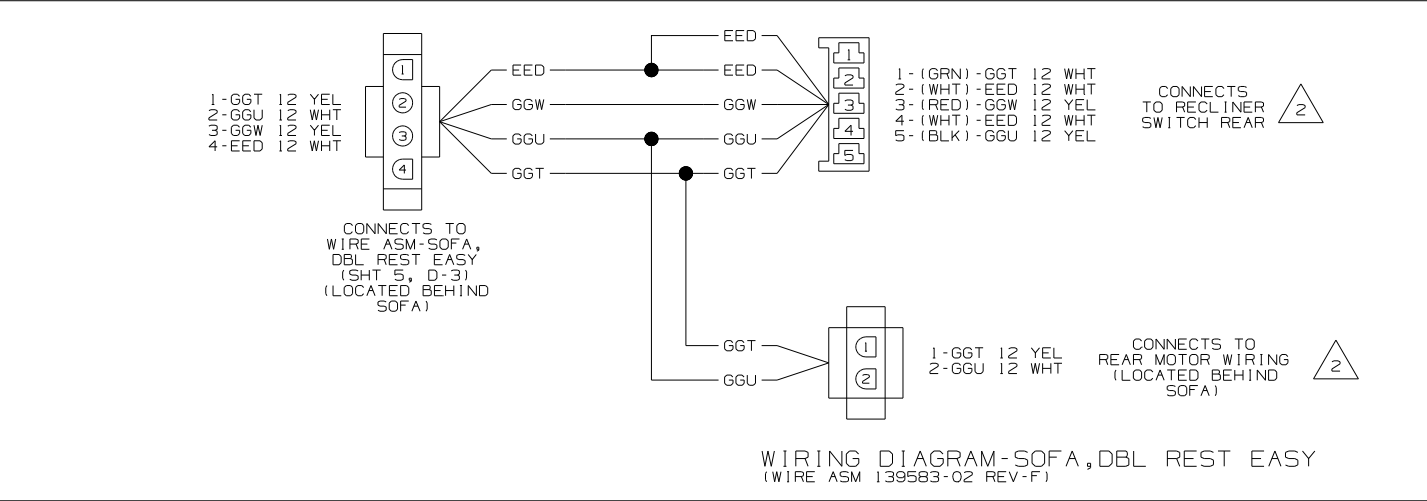 1-GGT 12 YEL
2-GGU 12 WHT
3-GGW 12 YEL
4-EED 12 WHT
1
2
3
4
CONNECTS TO
WIRE ASM-SOFA,
DBL REST EASY
(SHT 5, D-3)
(LOCATED BEHIND
SOFA)
EED
GGW
GGU
GGT
EED
EED
GGW
GGU
GGT
1
2
3
4
5
1-(GRN)-GGT 12 WHT
2-(WHT)-EED 12 WHT
3-(RED)-GGW 12 YEL
4-(WHT)-EED 12 WHT
5-(BLK)-GGU 12 YEL
CONNECTS
TO RECLINER
SWITCH REAR
2
GGT
GGU
1
2
1-GGT 12 YEL
2-GGU 12 WHT
CONNECTS TO
REAR MOTOR WIRING
(LOCATED BEHIND
SOFA)
2
WIRING DIAGRAM-SOFA,DBL REST EASY
(WIRE ASM 139583-02 REV-F)